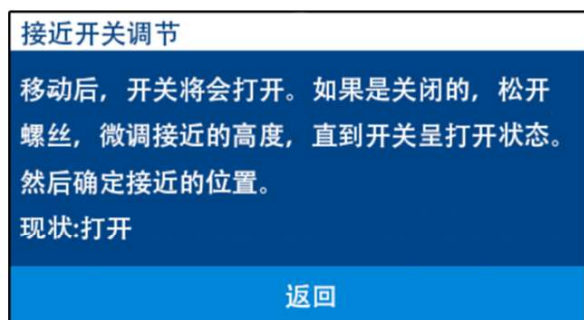 接近开关调节
移动后，开关将会打开。如果是关闭的，松开
螺丝，微调接近的高度，直到开关呈打开状态。
然后确定接近的位置。
现状:打开
返回